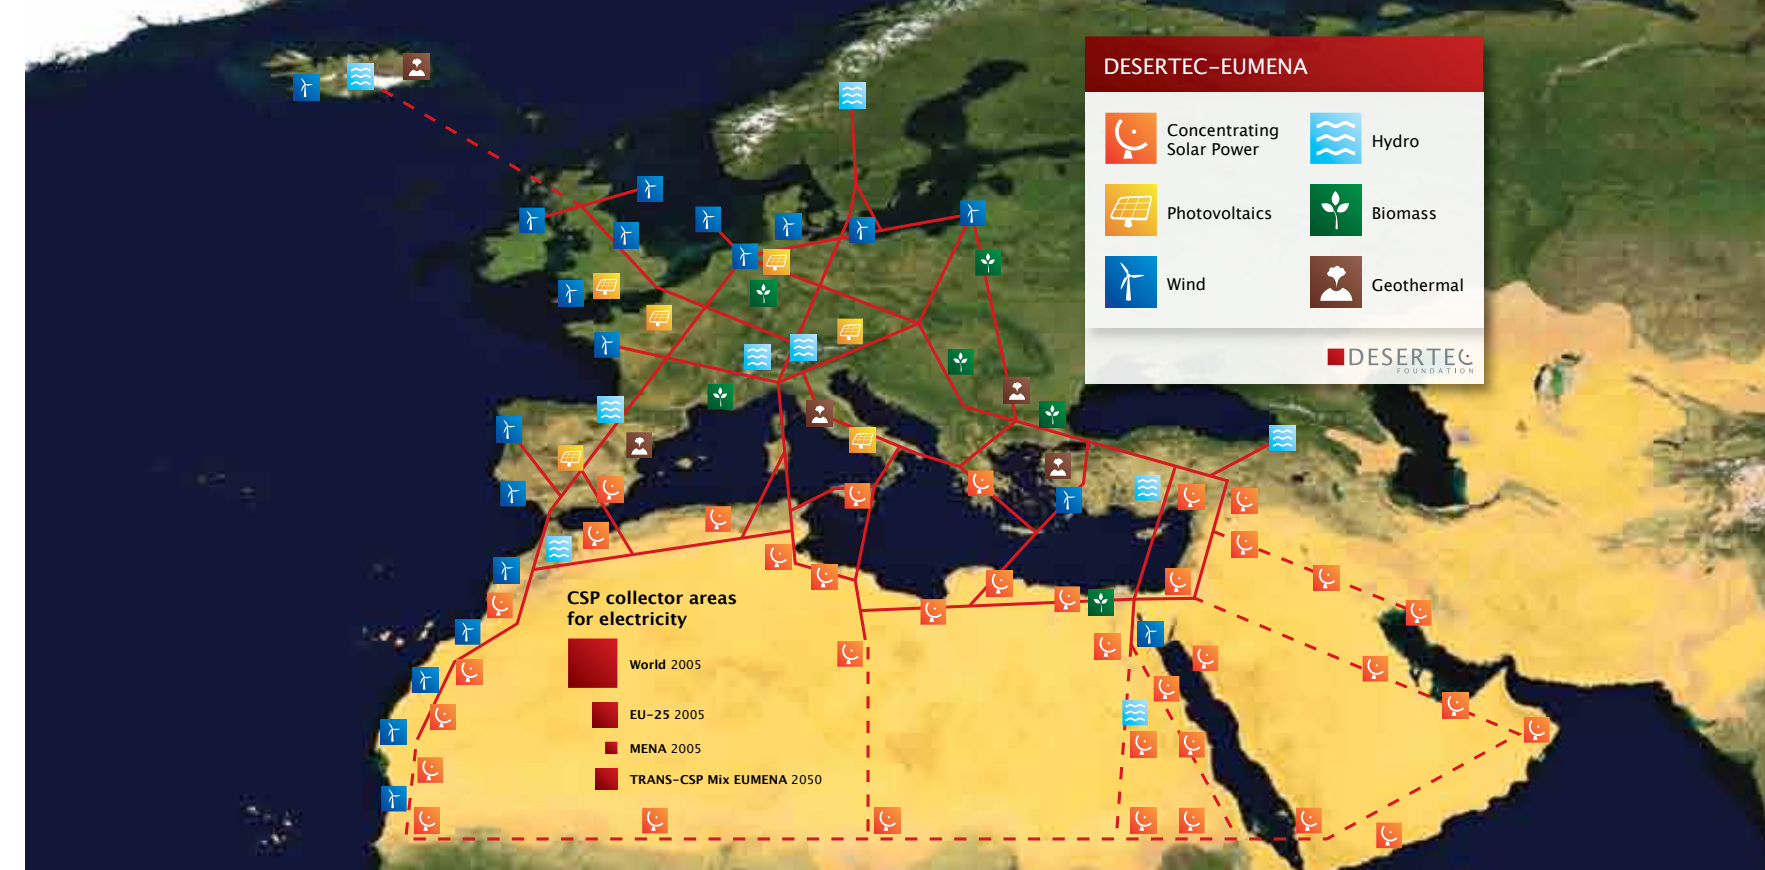 DESERTEC–EUMENA
Concentrating
Solar Power
Hydro
Photovoltaics
Biomass
Wind
Geothermal
DESERTEC
FOUNDATION
CSP collector areas
for electricity
World 2005
EU–25 2005
MENA 2005
TRANS–CSP Mix EUMENA 2050